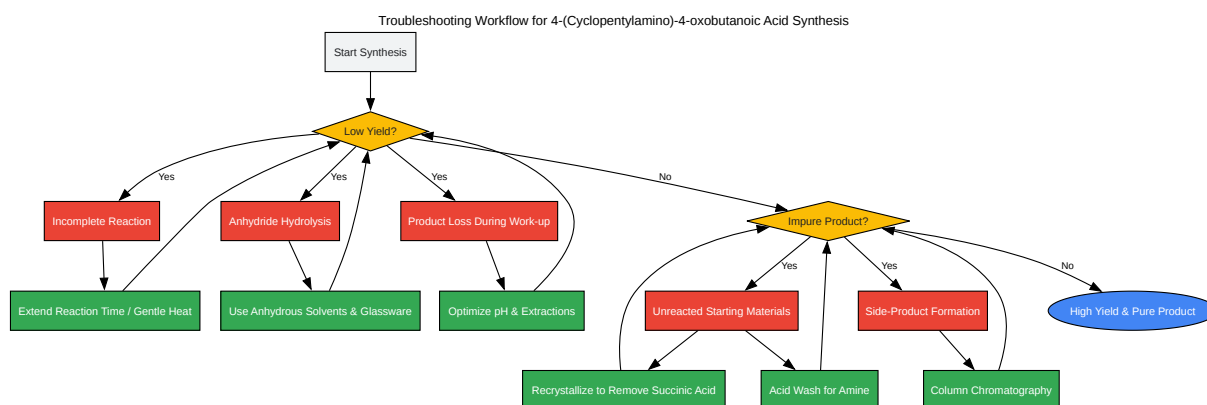 Troubleshooting Workflow for 4-(Cyclopentylamino)-4-oxobutanoic Acid Synthesis
Start Synthesis
Low Yield?
Yes
Yes
Yes
No
Incomplete Reaction
Anhydride Hydrolysis
Product Loss During Work-up
Impure Product?
Yes
Yes
No
Extend Reaction Time / Gentle Heat
Use Anhydrous Solvents & Glassware
Optimize pH & Extractions
Unreacted Starting Materials
Side-Product Formation
High Yield & Pure Product
Recrystallize to Remove Succinic Acid
Acid Wash for Amine
Column Chromatography